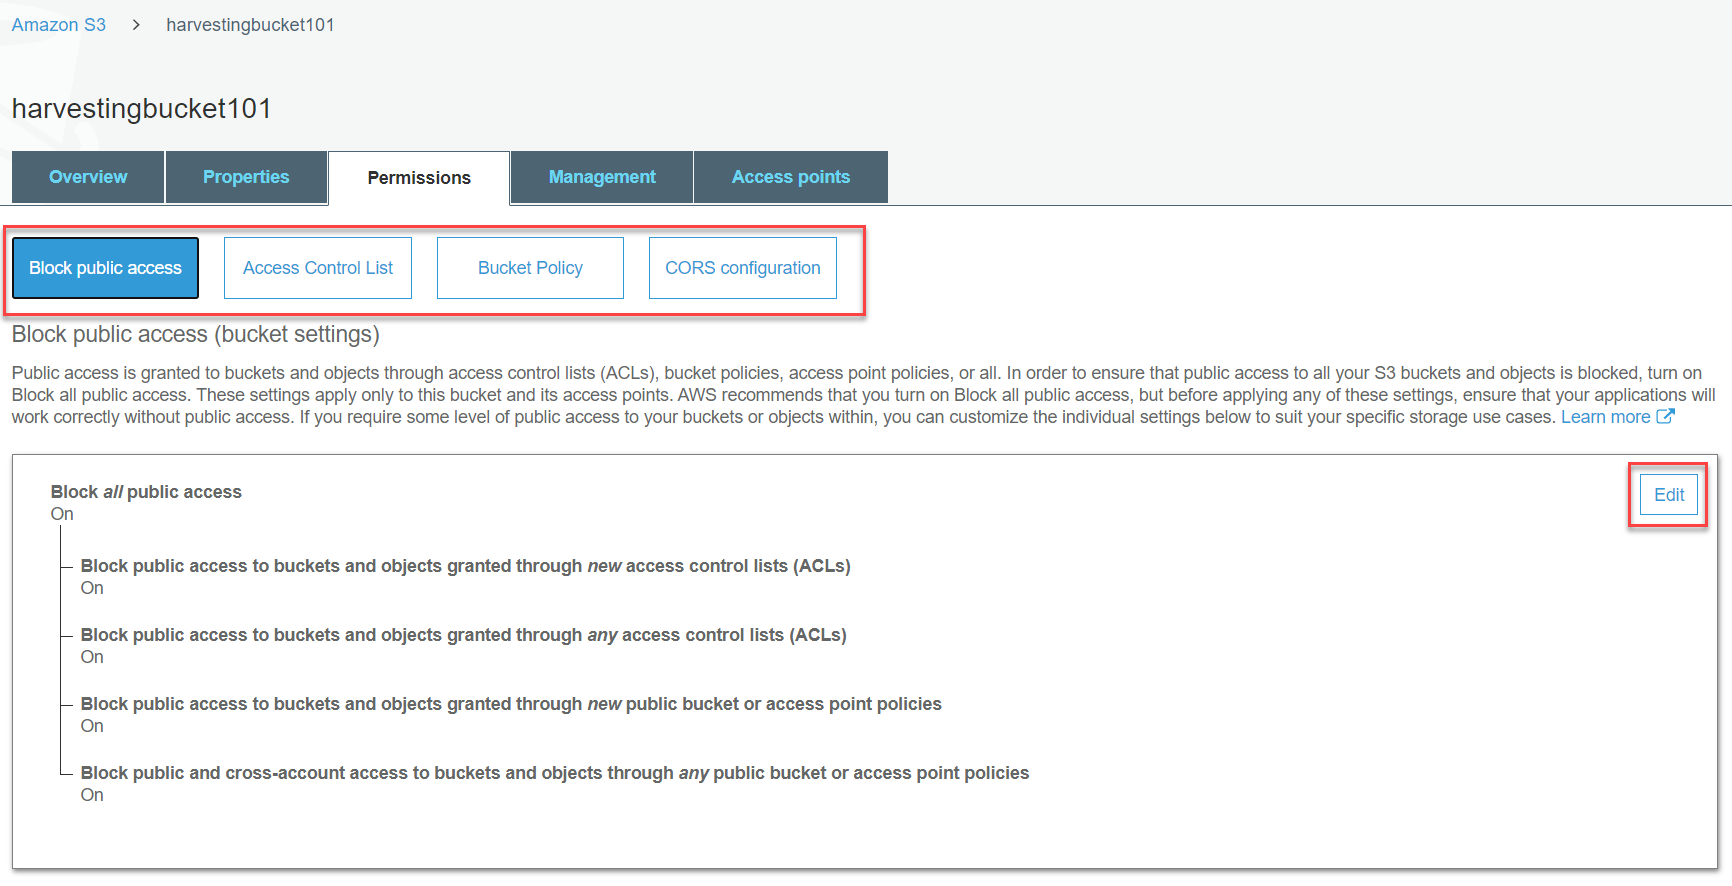 Amazon S3 > harvestingbucket101
harvestingbucket101
Overview Properties Permissions Management Access points
Block public access Access Control List Bucket Policy CORS configuration
Block public access (bucket settings)
Public access is granted to buckets and objects through access control lists (ACLs), bucket policies, access point policies, or all. In order to ensure that public access to all your S3 buckets and objects is blocked, turn on
Block all public access. These settings apply only to this bucket and its access points. AWS recommends that you turn on Block all public access, but before applying any of these settings, ensure that your applications will
work correctly without public access. If you require some level of public access to your buckets or objects within, you can customize the individual settings below to suit your specific storage use cases. Learn more
Block all public access
Edit
On
Block public access to buckets and objects granted through new access control lists (ACLs)
On
Block public access to buckets and objects granted through any access control lists (ACLs)
On
Block public access to buckets and objects granted through new public bucket or access point policies
On
Block public and cross-account access to buckets and objects through any public bucket or access point policies
On